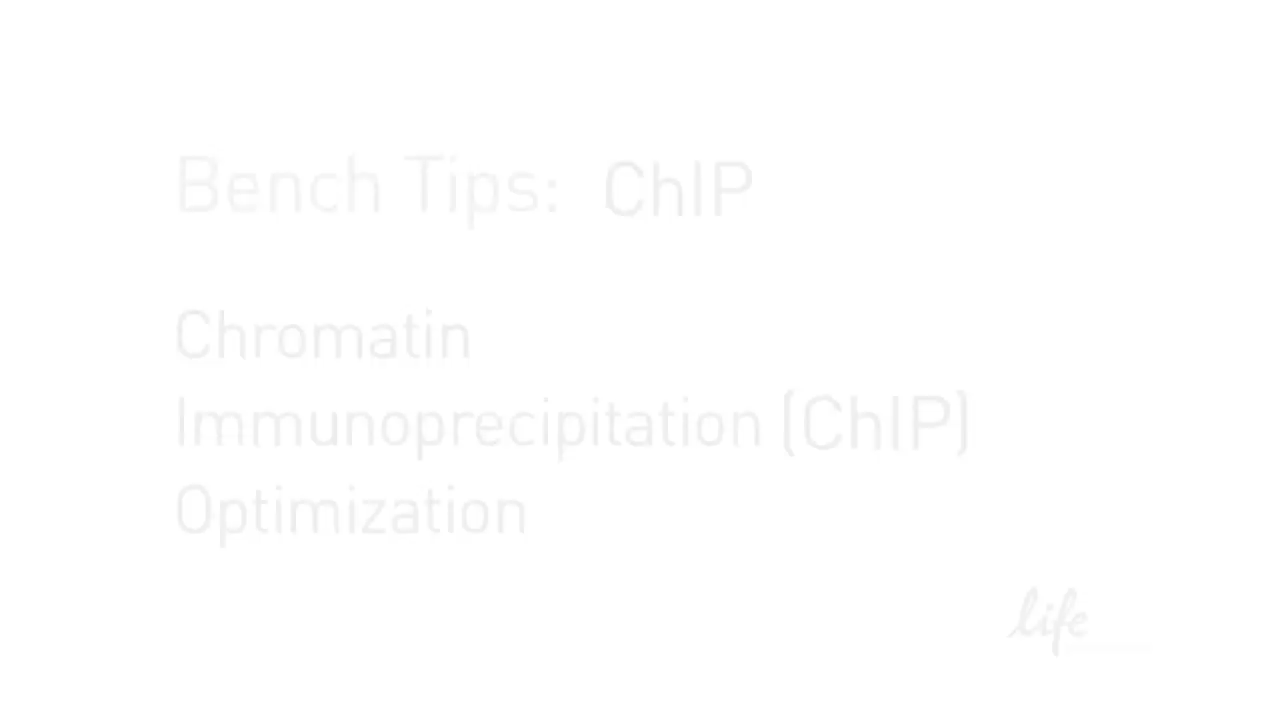 Bench Tips: ChIP
Chromatin
Immunoprecipitation (ChIP)
Optimization
life